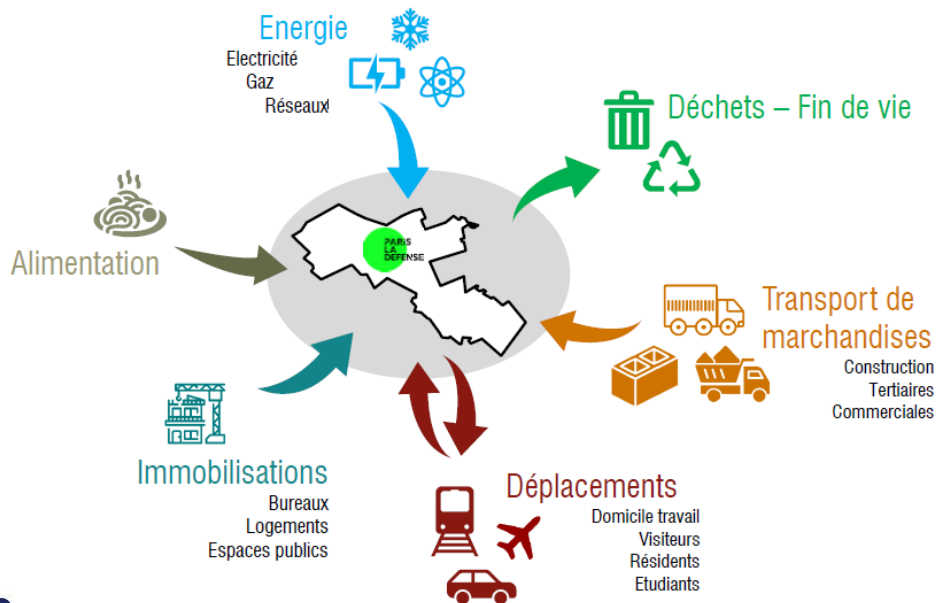 Energie
Electricité
Gaz
Réseaux
Déchets – Fin de vie
Alimentation
PARIS
LA
DEFENSE
Transport de
marchandises
Construction
Tertiaires
Commerciales
Immobilisations
Bureaux
Logements
Espaces publics
Déplacements
Domicile travail
Visiteurs
Résidents
Etudiants